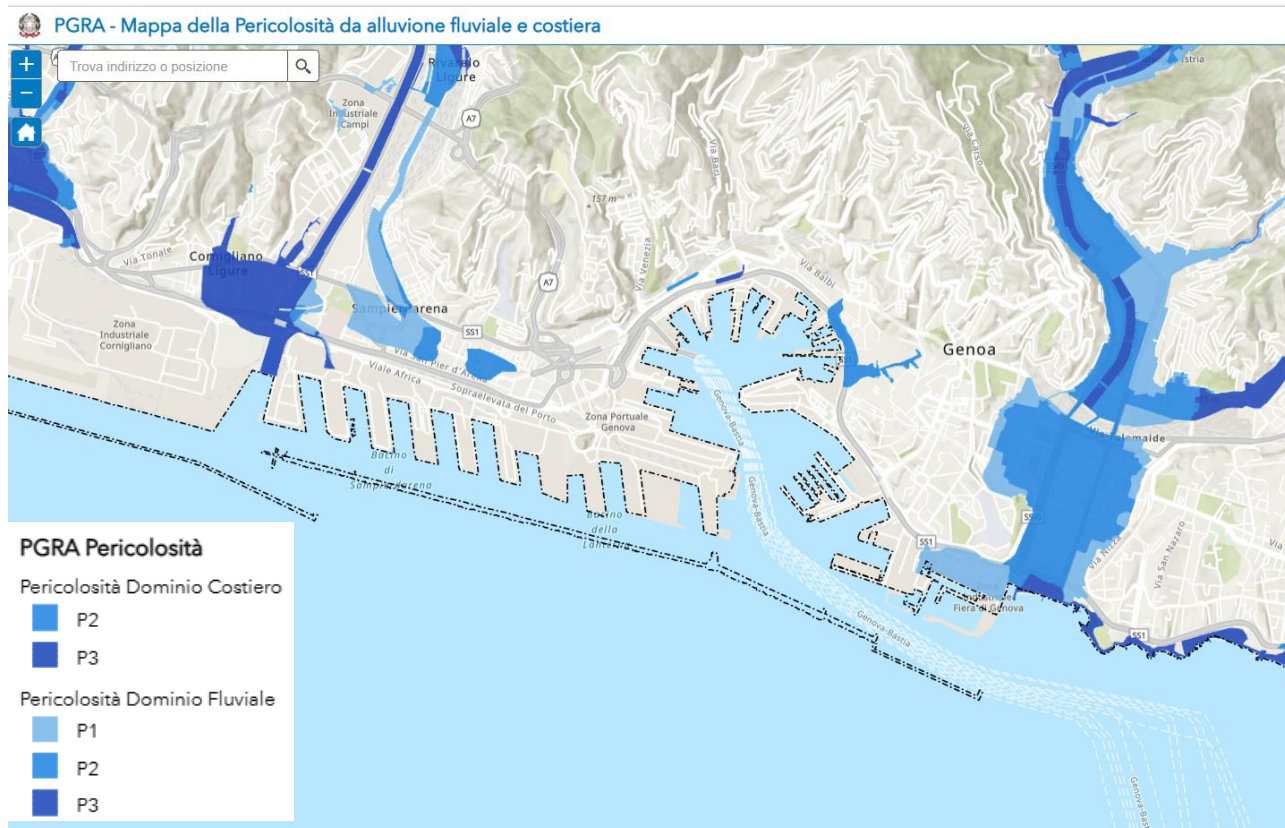 PGRA - Mappa della Pericolosità da alluvione fluviale e costiera
+
Trova indirizzo o posizione
−
Rivarolo
Ligure
Istria
Zona
Industriale
Campi
A7
Via Carso
Via Bari
157 m
Via Tonale
Cornigliano
Ligure
Via Venezia
A7
Via Balbi
Zona
Industriale
Cornigliano
Sampierdarena
SS1
Genoa
Via San Pier d'Arena
Viale Africa
Sopraelevata del Porto
Zona Portuale
Genova
Genova-Bastia
Bacino
di
Sampierdarena
Genova-Bastia
Bacino
della
Lanterna
SS1
Via Nizza
Via San Nazaro
Fiera di Genova
Genova-Bastia
SS1
Genova-Bastia
PGRA Pericolosità
Pericolosità Dominio Costiero
P2
P3
Pericolosità Dominio Fluviale
P1
P2
P3